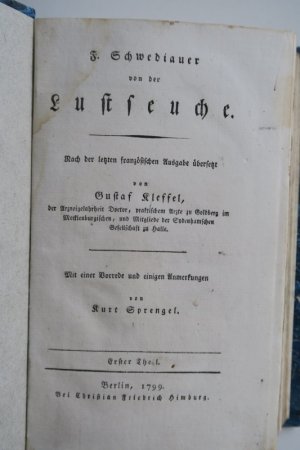 F. Schwediauer
von der
Lustseuche.
Nach der letzten französischen Ausgabe übersetzt
von
Gustaf Kleffel,
der Arzneigelahrheit Doctor, praktischem Arzte zu Goldberg im
Mecklenburgischen, und Mitgliede der Sydenhamschen
Gesellschaft zu Halle.
Mit einer Vorrede und einigen Anmerkungen
von
Kurt Sprengel.
Erster Theil.
Berlin, 1799.
Bei Christian Friedrich Himburg.